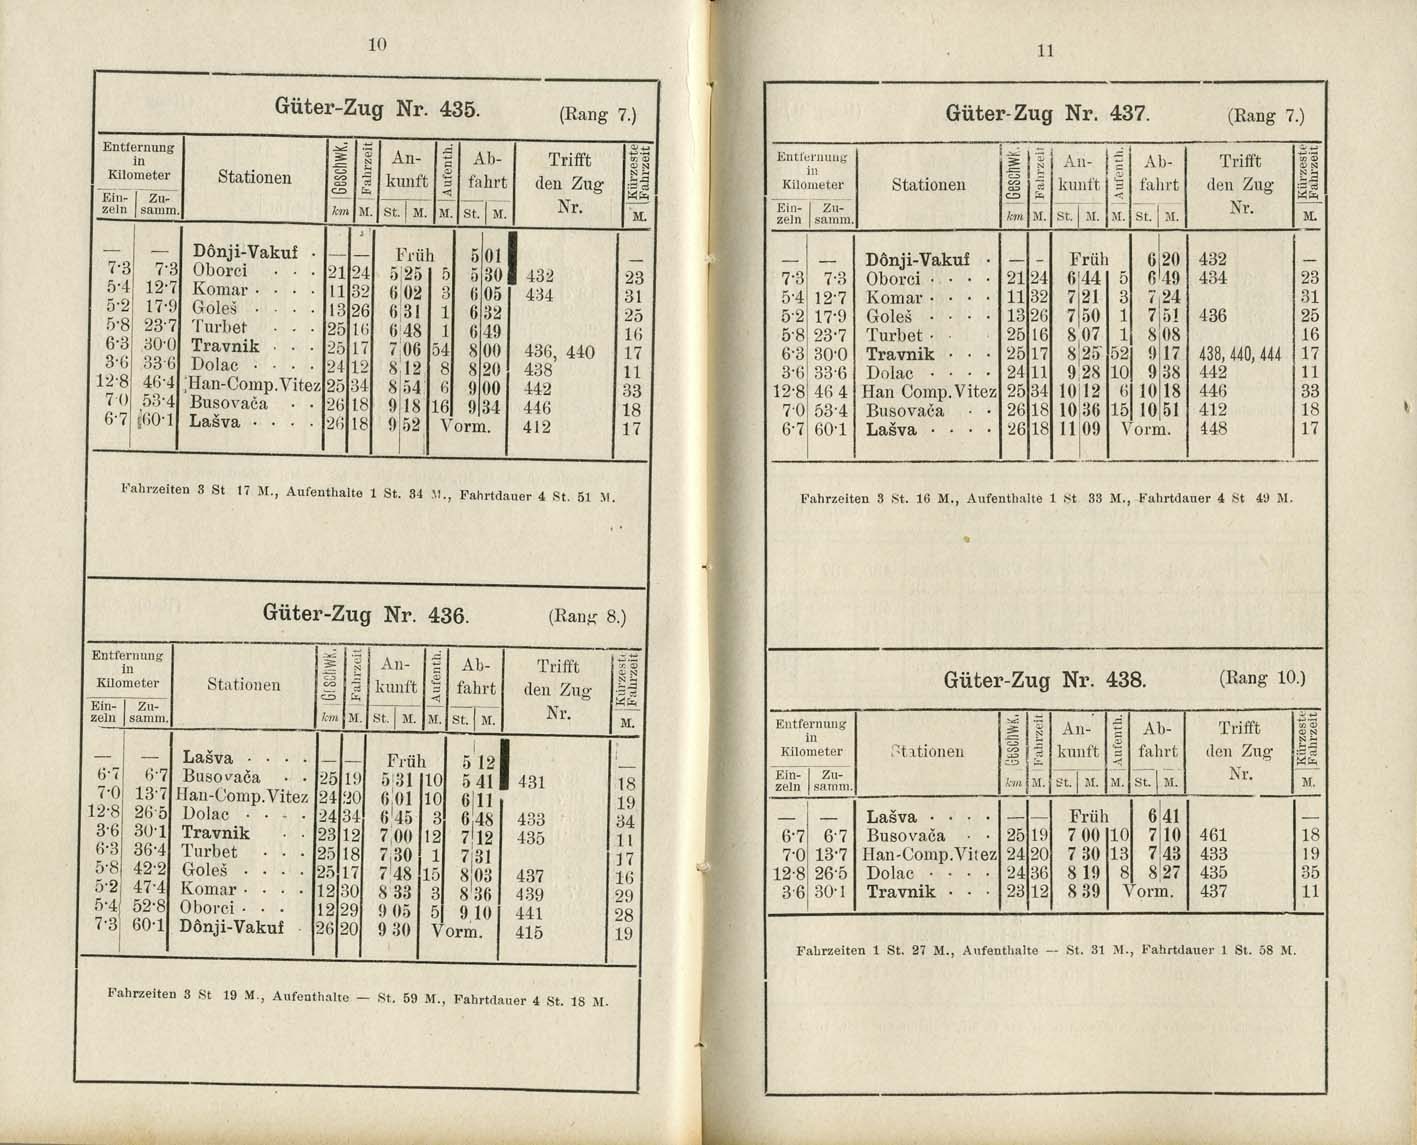 10
Güter-Zug Nr. 435. (Rang 7.)
Entfernung in Kilometer | Stationen | Geschwk. | Fahrzeit | An-kunft | Aufenth. | Ab-fahrt | Trifft den Zug Nr. | Kürzeste Fahrzeit
Ein-zeln | Zu-samm. | km | M. | St. | M. | M. | St. | M. | M.
— — Dônji-Vakuf · — — Früh 5 01 —
7·3 7·3 Oborci · · · 21 24 5 25 5 5 30 432 23
5·4 12·7 Komar · · · · 11 32 6 02 3 6 05 434 31
5·2 17·9 Goleš · · · · 13 26 6 31 1 6 32 25
5·8 23·7 Turbet · · · 25 16 6 48 1 6 49 16
6·3 30·0 Travnik · · · 25 17 7 06 54 8 00 436, 440 17
3·6 33·6 Dolac · · · · 24 12 8 12 8 8 20 438 11
12·8 46·4 Han-Comp.Vitez 25 34 8 54 6 9 00 442 33
7 0 53·4 Busovača · · 26 18 9 18 16 9 34 446 18
6·7 60·1 Lašva · · · · 26 18 9 52 Vorm. 412 17
Fahrzeiten 3 St 17 M., Aufenthalte 1 St. 34 M., Fahrtdauer 4 St. 51 M.
Güter-Zug Nr. 436. (Rang 8.)
Entfernung in Kilometer | Stationen | Geschwk. | Fahrzeit | An-kunft | Aufenth. | Ab-fahrt | Trifft den Zug Nr. | Kürzeste Fahrzeit
Ein-zeln | Zu-samm. | km | M. | St. | M. | M. | St. | M. | M.
— — Lašva · · · · — — Früh 5 12 —
6·7 6·7 Busovača · · 25 19 5 31 10 5 41 431 18
7·0 13·7 Han-Comp.Vitez 24 20 6 01 10 6 11 19
12·8 26·5 Dolac · · · · 24 34 6 45 3 6 48 433 34
3·6 30·1 Travnik · · 23 12 7 00 12 7 12 435 11
6·3 36·4 Turbet · · · 25 18 7 30 1 7 31 17
5·8 42·2 Goleš · · · · 25 17 7 48 15 8 03 437 16
5·2 47·4 Komar · · · · 12 30 8 33 3 8 36 439 29
5·4 52·8 Oborci · · · 12 29 9 05 5 9 10 441 28
7·3 60·1 Dônji-Vakuf · 26 20 9 30 Vorm. 415 19
Fahrzeiten 3 St 19 M., Aufenthalte — St. 59 M., Fahrtdauer 4 St. 18 M.
11
Güter-Zug Nr. 437. (Rang 7.)
Entfernung in Kilometer | Stationen | Geschwk. | Fahrzeit | An-kunft | Aufenth. | Ab-fahrt | Trifft den Zug Nr. | Kürzeste Fahrzeit
Ein-zeln | Zu-samm. | km | M. | St. | M. | M. | St. | M. | M.
— — Dônji-Vakuf · — - Früh 6 20 432 —
7·3 7·3 Oborci · · · · 21 24 6 44 5 6 49 434 23
5·4 12·7 Komar · · · · 11 32 7 21 3 7 24 31
5·2 17·9 Goleš · · · · 13 26 7 50 1 7 51 436 25
5·8 23·7 Turbet · · · · 25 16 8 07 1 8 08 16
6·3 30·0 Travnik · · · 25 17 8 25 52 9 17 438, 440, 444 17
3·6 33·6 Dolac · · · · 24 11 9 28 10 9 38 442 11
12·8 46 4 Han Comp.Vitez 25 34 10 12 6 10 18 446 33
7·0 53·4 Busovača · · 26 18 10 36 15 10 51 412 18
6·7 60·1 Lašva · · · · 26 18 11 09 Vorm. 448 17
Fahrzeiten 3 St. 16 M., Aufenthalte 1 St 33 M., Fahrtdauer 4 St 49 M.
Güter-Zug Nr. 438. (Rang 10.)
Entfernung in Kilometer | Stationen | Geschwk. | Fahrzeit | An-kunft | Aufenth. | Ab-fahrt | Trifft den Zug Nr. | Kürzeste Fahrzeit
Ein-zeln | Zu-samm. | km | M. | St. | M. | M. | St. | M. | M.
— — Lašva · · · · — — Früh 6 41 —
6·7 6·7 Busovača · · 25 19 7 00 10 7 10 461 18
7·0 13·7 Han-Comp.Vitez 24 20 7 30 13 7 43 433 19
12·8 26·5 Dolac · · · · 24 36 8 19 8 8 27 435 35
3 6 30·1 Travnik · · · 23 12 8 39 Vorm. 437 11
Fahrzeiten 1 St. 27 M., Aufenthalte — St. 31 M., Fahrtdauer 1 St. 58 M.